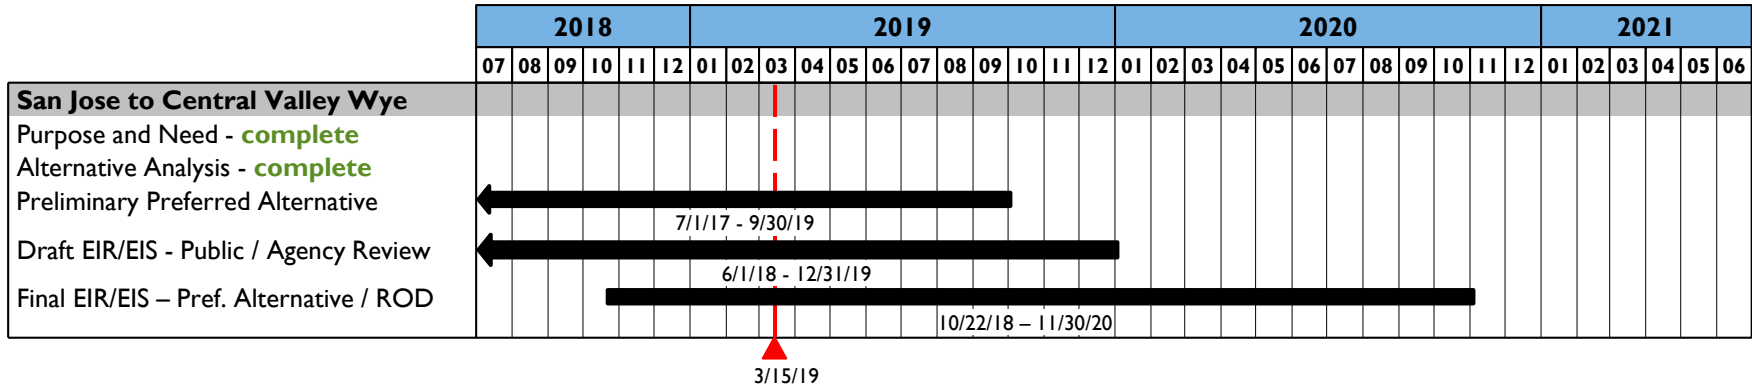 2018 2019 2020 2021
07 08 09 10 11 12 01 02 03 04 05 06 07 08 09 10 11 12 01 02 03 04 05 06 07 08 09 10 11 12 01 02 03 04 05 06
San Jose to Central Valley Wye
Purpose and Need - complete
Alternative Analysis - complete
Preliminary Preferred Alternative
7/1/17 - 9/30/19
Draft EIR/EIS - Public / Agency Review
6/1/18 - 12/31/19
Final EIR/EIS – Pref. Alternative / ROD
10/22/18 – 11/30/20
3/15/19